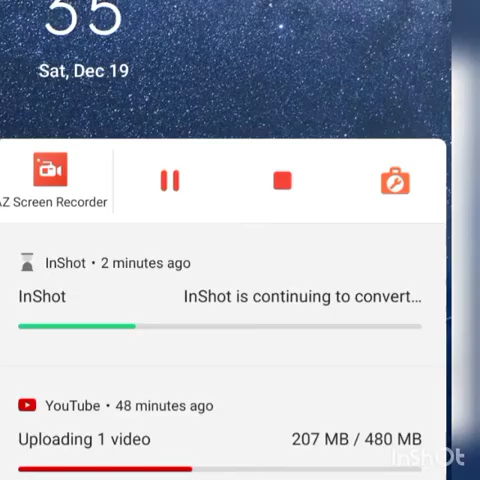 35
Sat, Dec 19
AZ Screen Recorder
InShot • 2 minutes ago
InShot InShot is continuing to convert...
YouTube • 48 minutes ago
Uploading 1 video 207 MB / 480 MB
InShOt